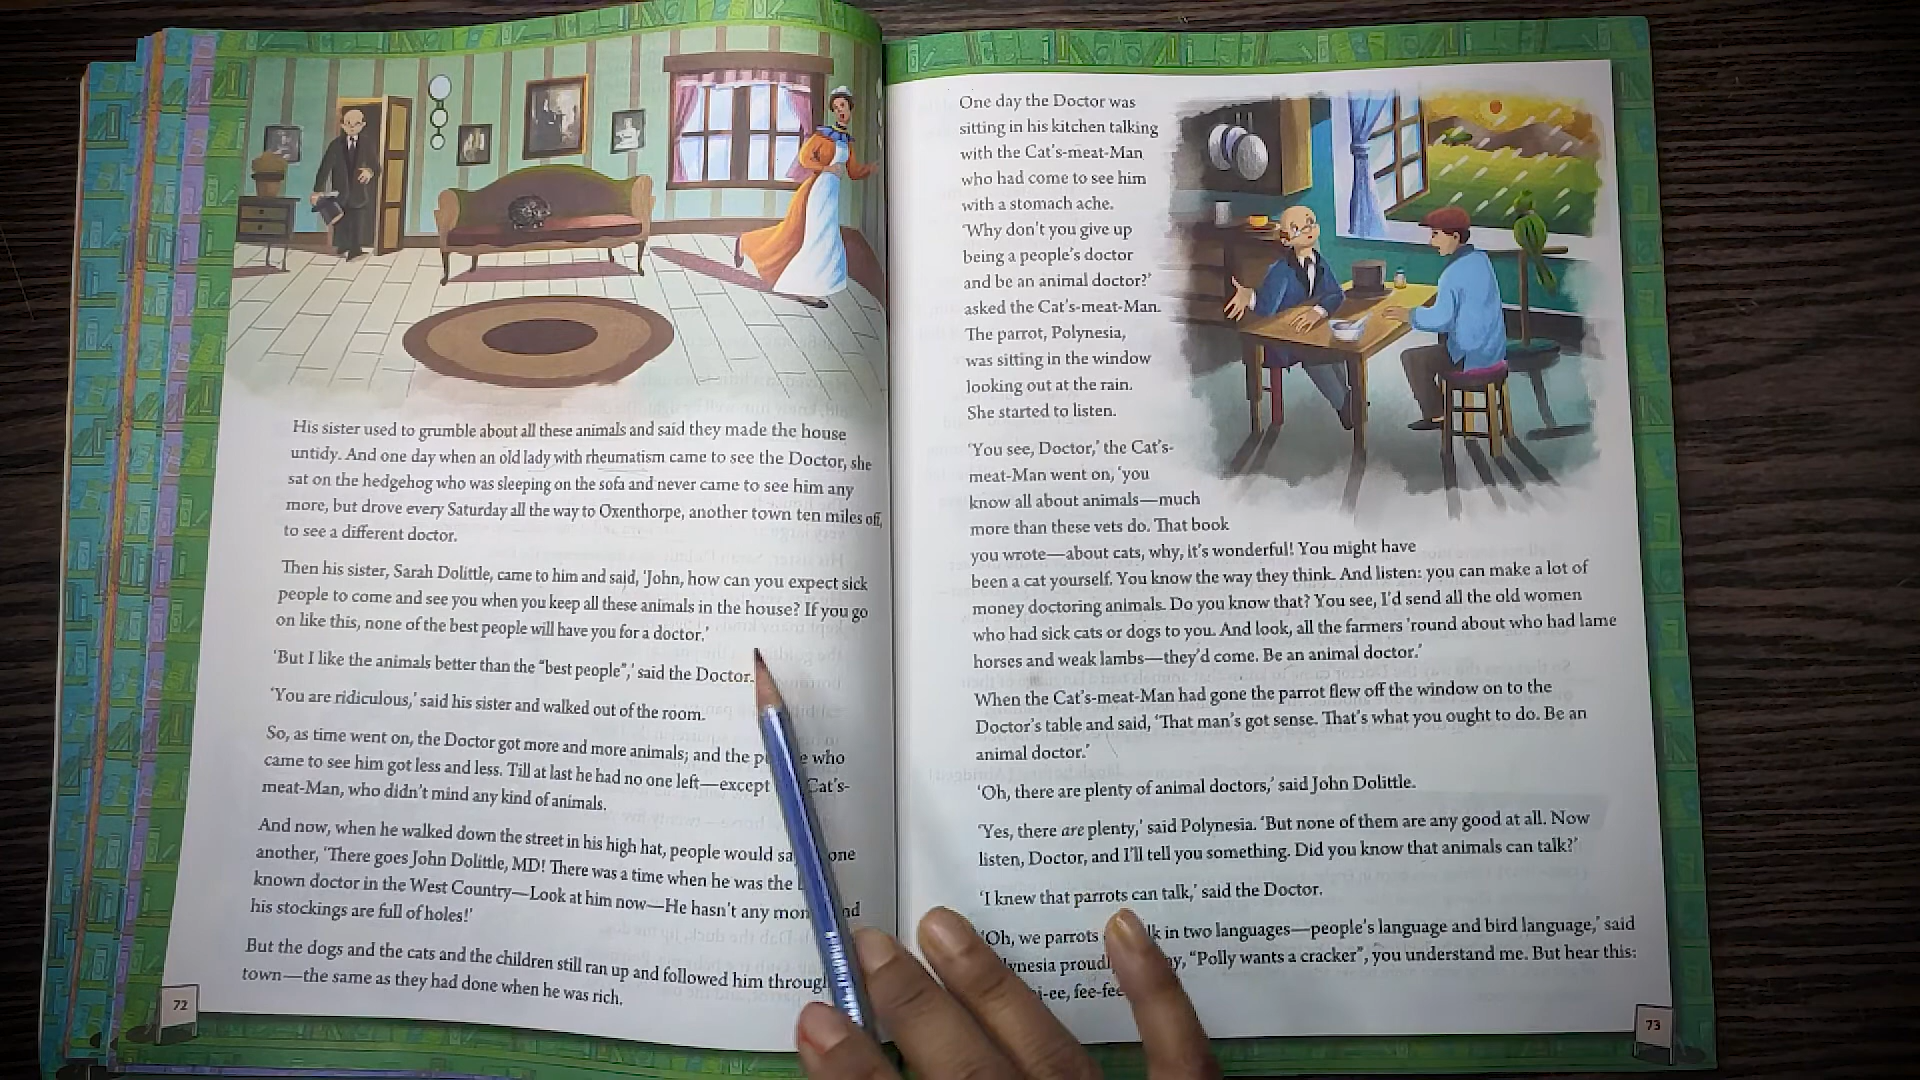 His sister used to grumble about all these animals and said they made the house
untidy. And one day when an old lady with rheumatism came to see the Doctor, she
sat on the hedgehog who was sleeping on the sofa and never came to see him any
more, but drove every Saturday all the way to Oxenthorpe, another town ten miles off,
to see a different doctor.
Then his sister, Sarah Dolittle, came to him and said, 'John, how can you expect sick
people to come and see you when you keep all these animals in the house? If you go
on like this, none of the best people will have you for a doctor.'
'But I like the animals better than the “best people”,' said the Doctor.
'You are ridiculous,' said his sister and walked out of the room.
So, as time went on, the Doctor got more and more animals; and the who
came to see him got less and less. Till at last he had no one left—except Cat's-
meat-Man, who didn't mind any kind of animals.
And now, when he walked down the street in his high hat, people would one
another, 'There goes John Dolittle, MD! There was a time when he was the
known doctor in the West Country—Look at him now—He hasn't any
his stockings are full of holes!'
But the dogs and the cats and the children still ran up and followed him
town—the same as they had done when he was rich.
72
One day the Doctor was
sitting in his kitchen talking
with the Cat's-meat-Man
who had come to see him
with a stomach ache.
'Why don't you give up
being a people's doctor
and be an animal doctor?'
asked the Cat's-meat-Man.
The parrot, Polynesia,
was sitting in the window
looking out at the rain.
She started to listen.
'You see, Doctor,' the Cat's-
meat-Man went on, 'you
know all about animals—much
more than these vets do. That book
you wrote—about cats, why, it's wonderful! You might have
been a cat yourself. You know the way they think. And listen: you can make a lot of
money doctoring animals. Do you know that? You see, I'd send all the old women
who had sick cats or dogs to you. And look, all the farmers 'round about who had lame
horses and weak lambs—they'd come. Be an animal doctor.'
When the Cat's-meat-Man had gone the parrot flew off the window on to the
Doctor's table and said, 'That man's got sense. That's what you ought to do. Be an
animal doctor.'
'Oh, there are plenty of animal doctors,' said John Dolittle.
'Yes, there are plenty,' said Polynesia. 'But none of them are any good at all. Now
listen, Doctor, and I'll tell you something. Did you know that animals can talk?'
'I knew that parrots can talk,' said the Doctor.
'Oh, we parrots in two languages—people's language and bird language,' said
“Polly wants a cracker”, you understand me. But hear this:
73